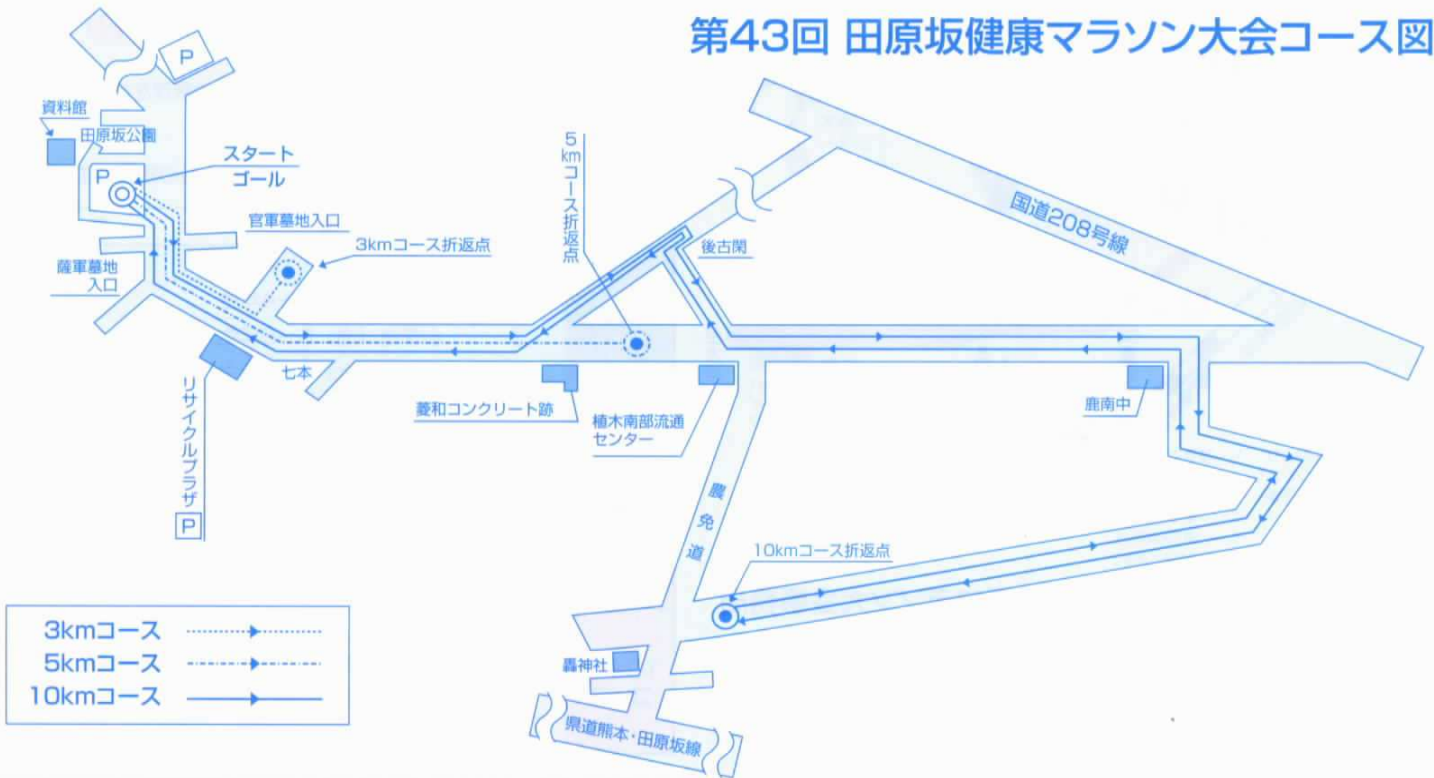 第43回 田原坂健康マラソン大会コース図
P
資料館
田原坂公園
P
スタート
ゴール
官軍墓地入口
3kmコース折返点
5kmコース折返点
後古閑
国道208号線
薩軍墓地
入口
七本
リサイクルプラザ
P
菱和コンクリート跡
植木南部流通
センター
鹿南中
農免道
10kmコース折返点
轟神社
県道熊本・田原坂線
3kmコース
5kmコース
10kmコース